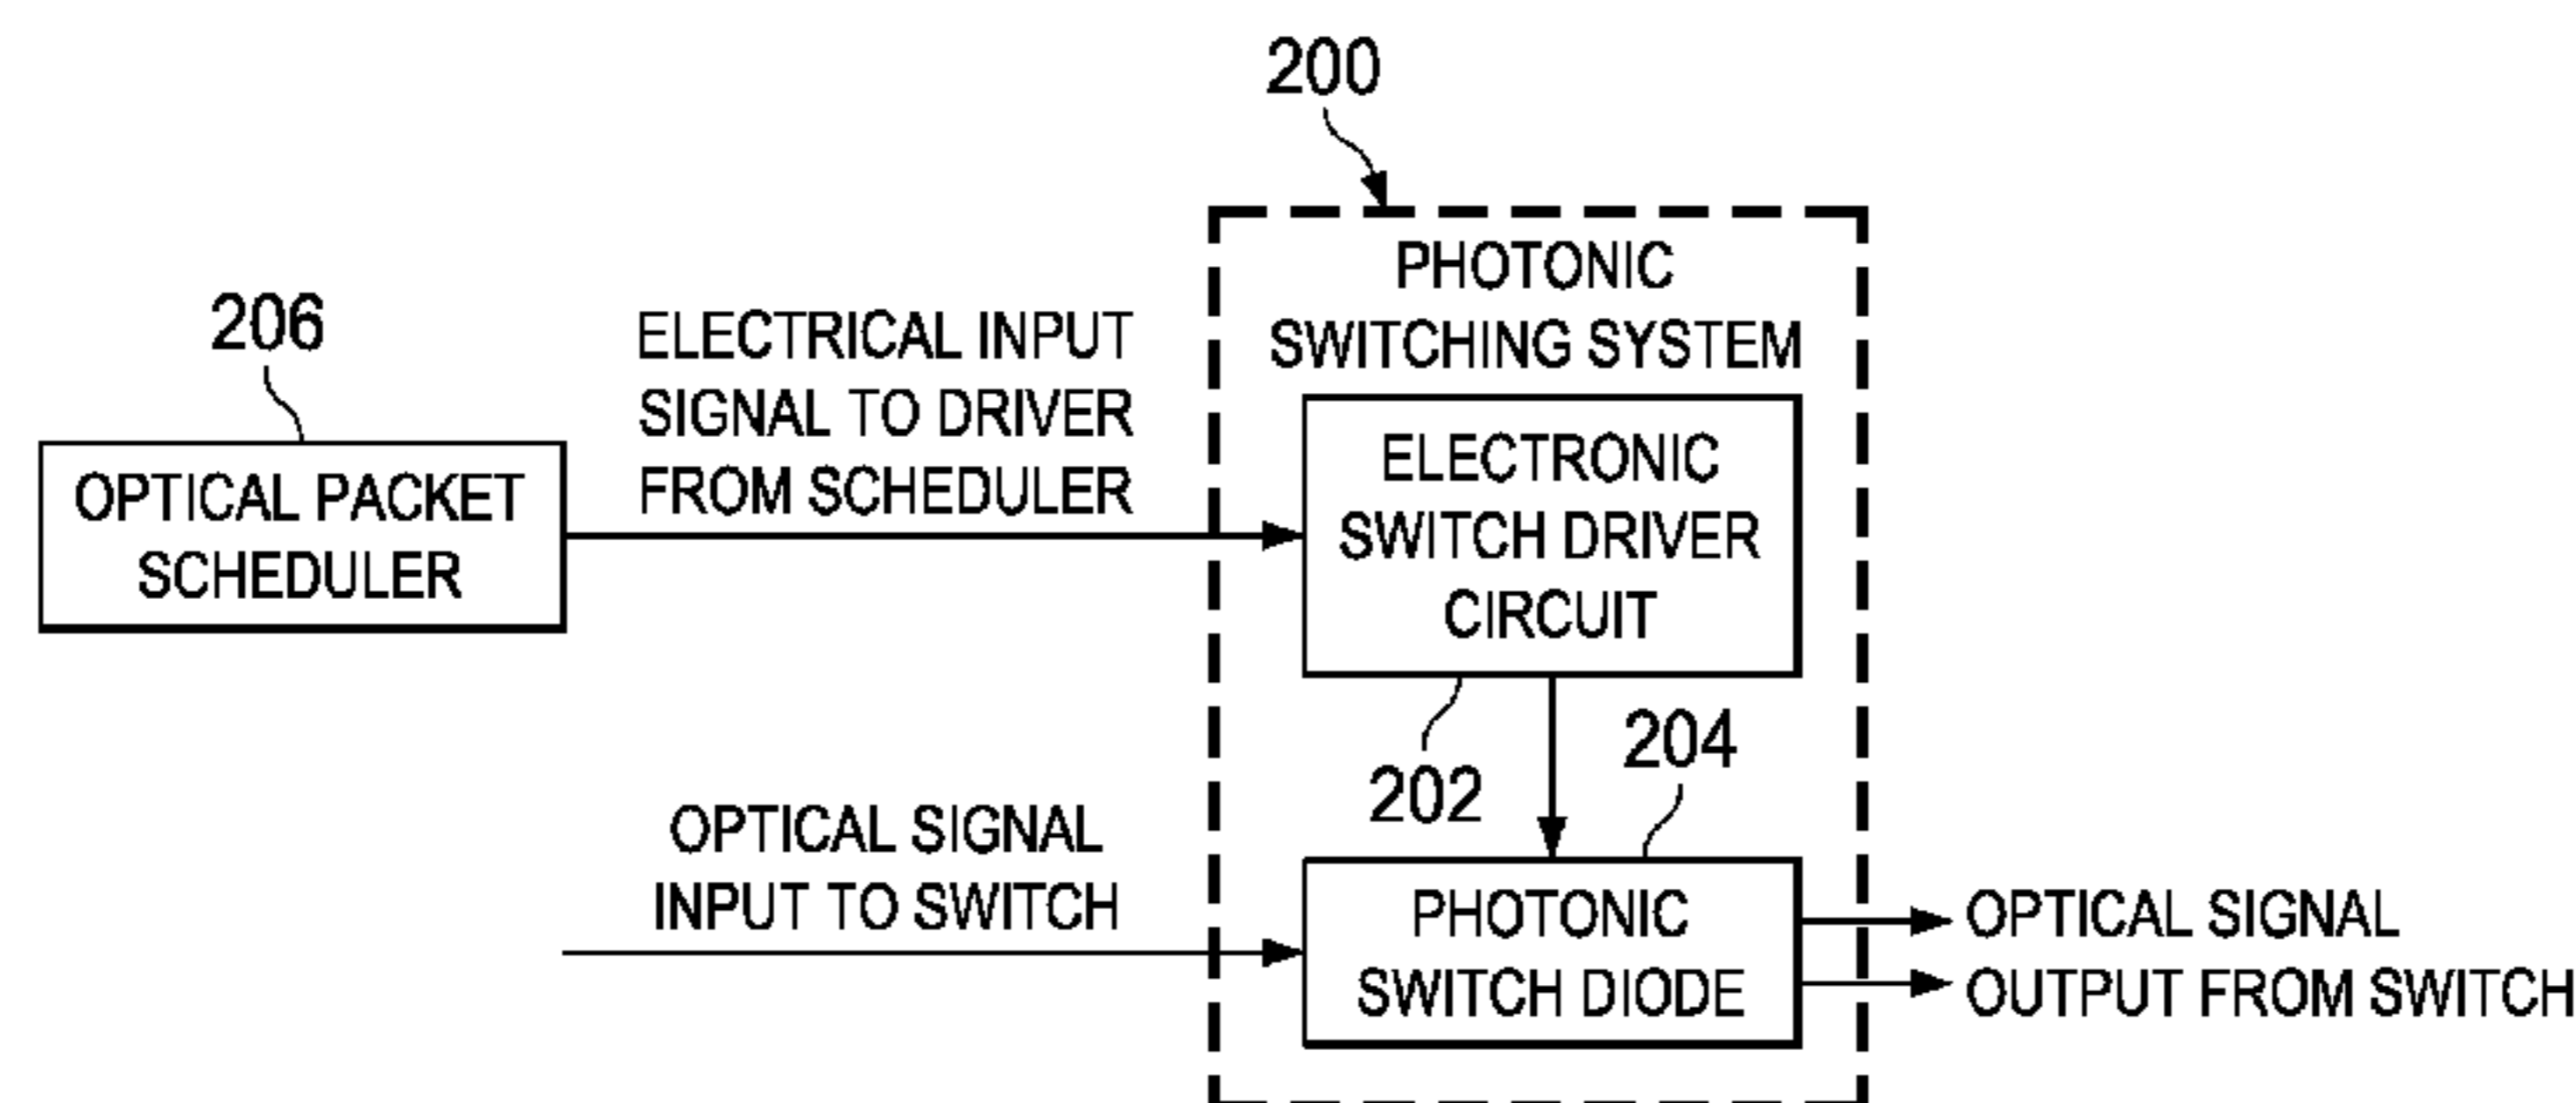 200
PHOTONIC
SWITCHING SYSTEM
206
ELECTRICAL INPUT
SIGNAL TO DRIVER
FROM SCHEDULER
OPTICAL PACKET
SCHEDULER
ELECTRONIC
SWITCH DRIVER
CIRCUIT
202
204
OPTICAL SIGNAL
INPUT TO SWITCH
PHOTONIC
SWITCH DIODE
OPTICAL SIGNAL
OUTPUT FROM SWITCH